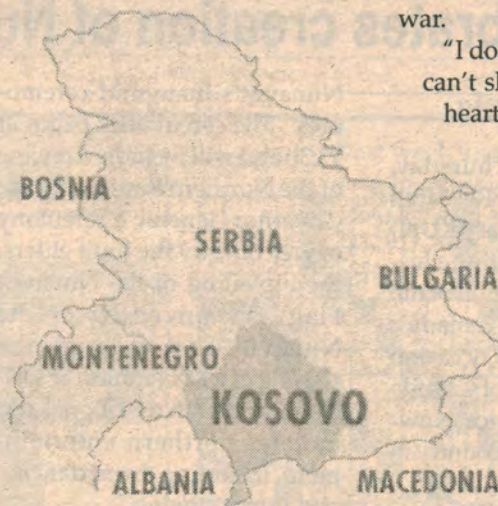 war.
"I do
can't sl
heart
BOSNIA
SERBIA
BULGARIA
MONTENEGRO
KOSOVO
ALBANIA
MACEDONIA